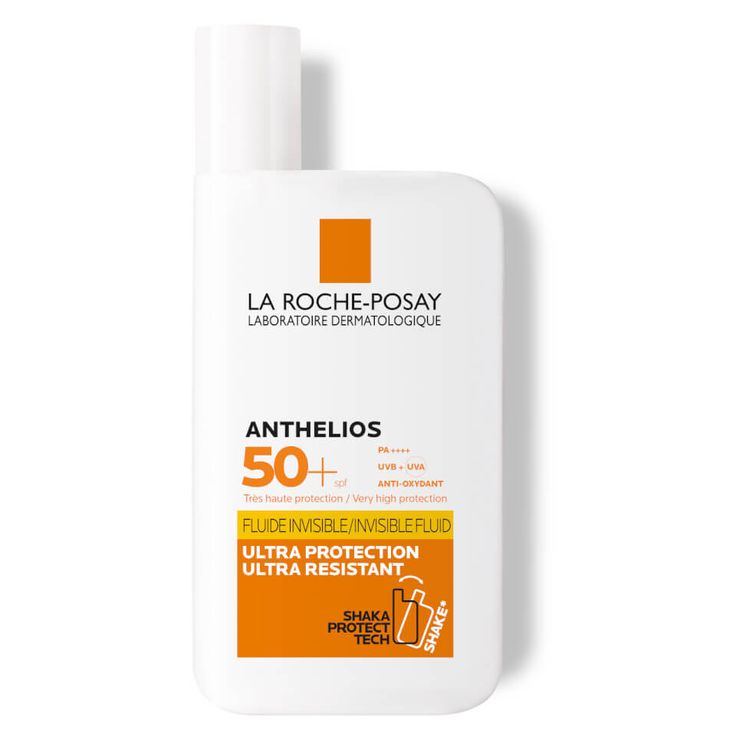 LA ROCHE-POSAY
LABORATOIRE DERMATOLOGIQUE
ANTHELIOS
50+ spf
PA ++++
UVB + UVA
ANTI-OXYDANT
Très haute protection / Very high protection
FLUIDE INVISIBLE/INVISIBLE FLUID
ULTRA PROTECTION
ULTRA RESISTANT
SHAKA
PROTECT
TECH
SHAKE*